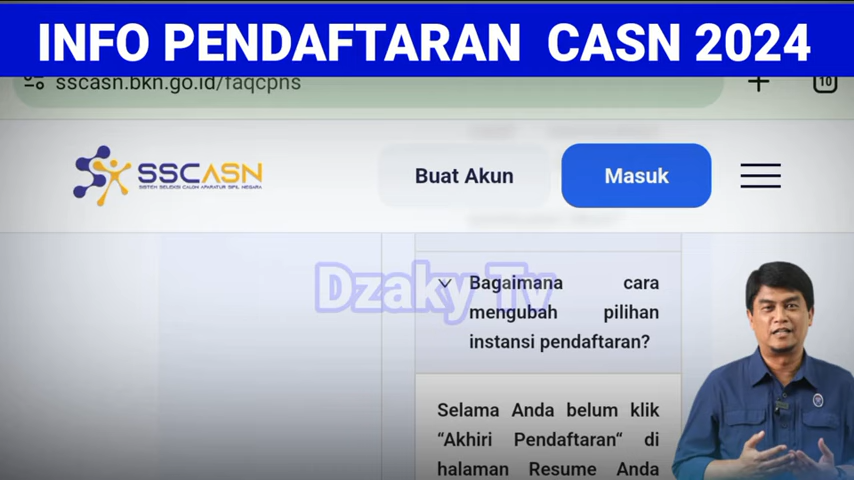 INFO PENDAFTARAN CASN 2024
sscasn.bkn.go.id/faqcpns
10
SSCASN
SISTEM SELEKSI CALON APARATUR SIPIL NEGARA
Buat Akun
Masuk
Dzaky Tv
Bagaimana cara
mengubah pilihan
instansi pendaftaran?
Selama Anda belum klik
“Akhiri Pendaftaran“ di
halaman Resume Anda